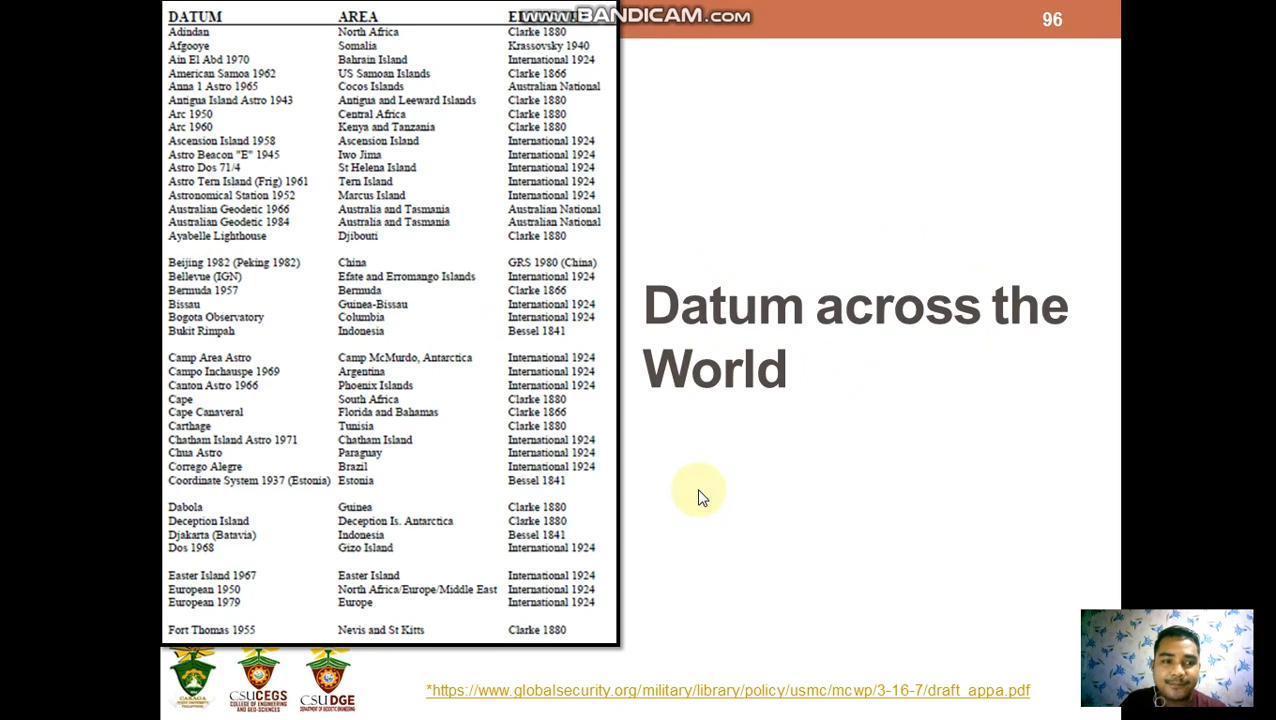 DATUM AREA
www.BANDICAM.com
96
Adindan North Africa Clarke 1880
Afgooye Somalia Krassovsky 1940
Ain El Abd 1970 Bahrain Island International 1924
American Samoa 1962 US Samoan Islands Clarke 1866
Anna 1 Astro 1965 Cocos Islands Australian National
Antigua Island Astro 1943 Antigua and Leeward Islands Clarke 1880
Arc 1950 Central Africa Clarke 1880
Arc 1960 Kenya and Tanzania Clarke 1880
Ascension Island 1958 Ascension Island International 1924
Astro Beacon "E" 1945 Iwo Jima International 1924
Astro Dos 71/4 St Helena Island International 1924
Astro Tern Island (Frig) 1961 Tern Island International 1924
Astronomical Station 1952 Marcus Island International 1924
Australian Geodetic 1966 Australia and Tasmania Australian National
Australian Geodetic 1984 Australia and Tasmania Australian National
Ayabelle Lighthouse Djibouti Clarke 1880
Beijing 1982 (Peking 1982) China GRS 1980 (China)
Bellevue (IGN) Efate and Erromango Islands International 1924
Bermuda 1957 Bermuda Clarke 1866
Bissau Guinea-Bissau International 1924
Bogota Observatory Columbia International 1924
Bukit Rimpah Indonesia Bessel 1841
Camp Area Astro Camp McMurdo, Antarctica International 1924
Campo Inchauspe 1969 Argentina International 1924
Canton Astro 1966 Phoenix Islands International 1924
Cape South Africa Clarke 1880
Cape Canaveral Florida and Bahamas Clarke 1866
Carthage Tunisia Clarke 1880
Chatham Island Astro 1971 Chatham Island International 1924
Chua Astro Paraguay International 1924
Corrego Alegre Brazil International 1924
Coordinate System 1937 (Estonia) Estonia Bessel 1841
Dabola Guinea Clarke 1880
Deception Island Deception Is. Antarctica Clarke 1880
Djakarta (Batavia) Indonesia Bessel 1841
Dos 1968 Gizo Island International 1924
Easter Island 1967 Easter Island International 1924
European 1950 North Africa/Europe/Middle East International 1924
European 1979 Europe International 1924
Fort Thomas 1955 Nevis and St Kitts Clarke 1880
Datum across the
World
CSUCEGS
COLLEGE OF ENGINEERING
AND GEO-SCIENCES
CSUDGE
DEPARTMENT OF GEODETIC ENGINEERING
*https://www.globalsecurity.org/military/library/policy/usmc/mcwp/3-16-7/draft_appa.pdf